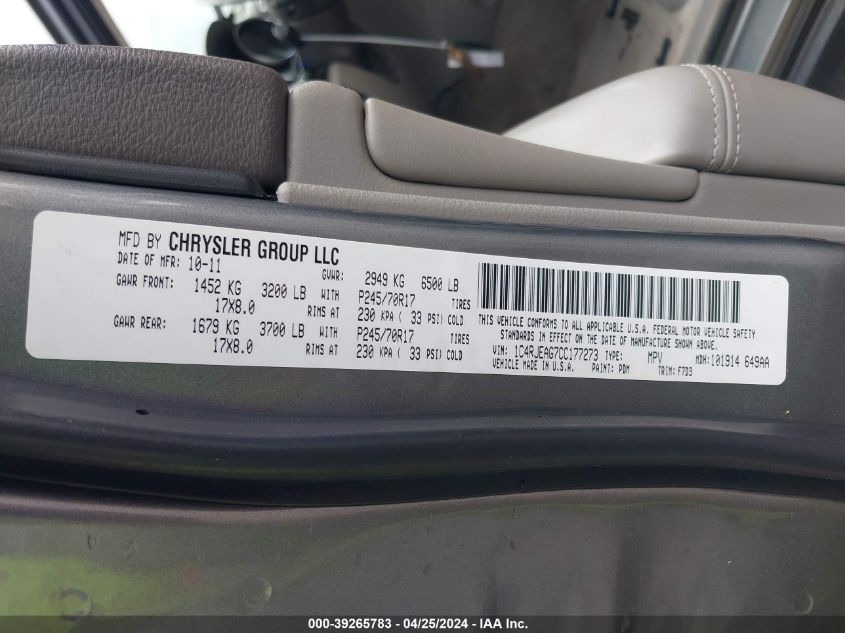 MFD BY CHRYSLER GROUP LLC
DATE OF MFR: 10-11 GVWR: 2949 KG 6500 LB
GAWR FRONT: 1452 KG 3200 LB WITH P245/70R17 TIRES
17X8.0 RIMS AT 230 KPA ( 33 PSI) COLD
GAWR REAR: 1679 KG 3700 LB WITH P245/70R17 TIRES
17X8.0 RIMS AT 230 KPA ( 33 PSI) COLD
THIS VEHICLE CONFORMS TO ALL APPLICABLE U.S.A. FEDERAL MOTOR VEHICLE SAFETY
STANDARDS IN EFFECT ON THE DATE OF MANUFACTURE SHOWN ABOVE.
VIN: 1C4RJEAG7CC177273 TYPE: MPV MDH:101914 649AA
VEHICLE MADE IN U.S.A. PAINT: PDM TRIM: F7D3
000-39265783 - 04/25/2024 - IAA Inc.